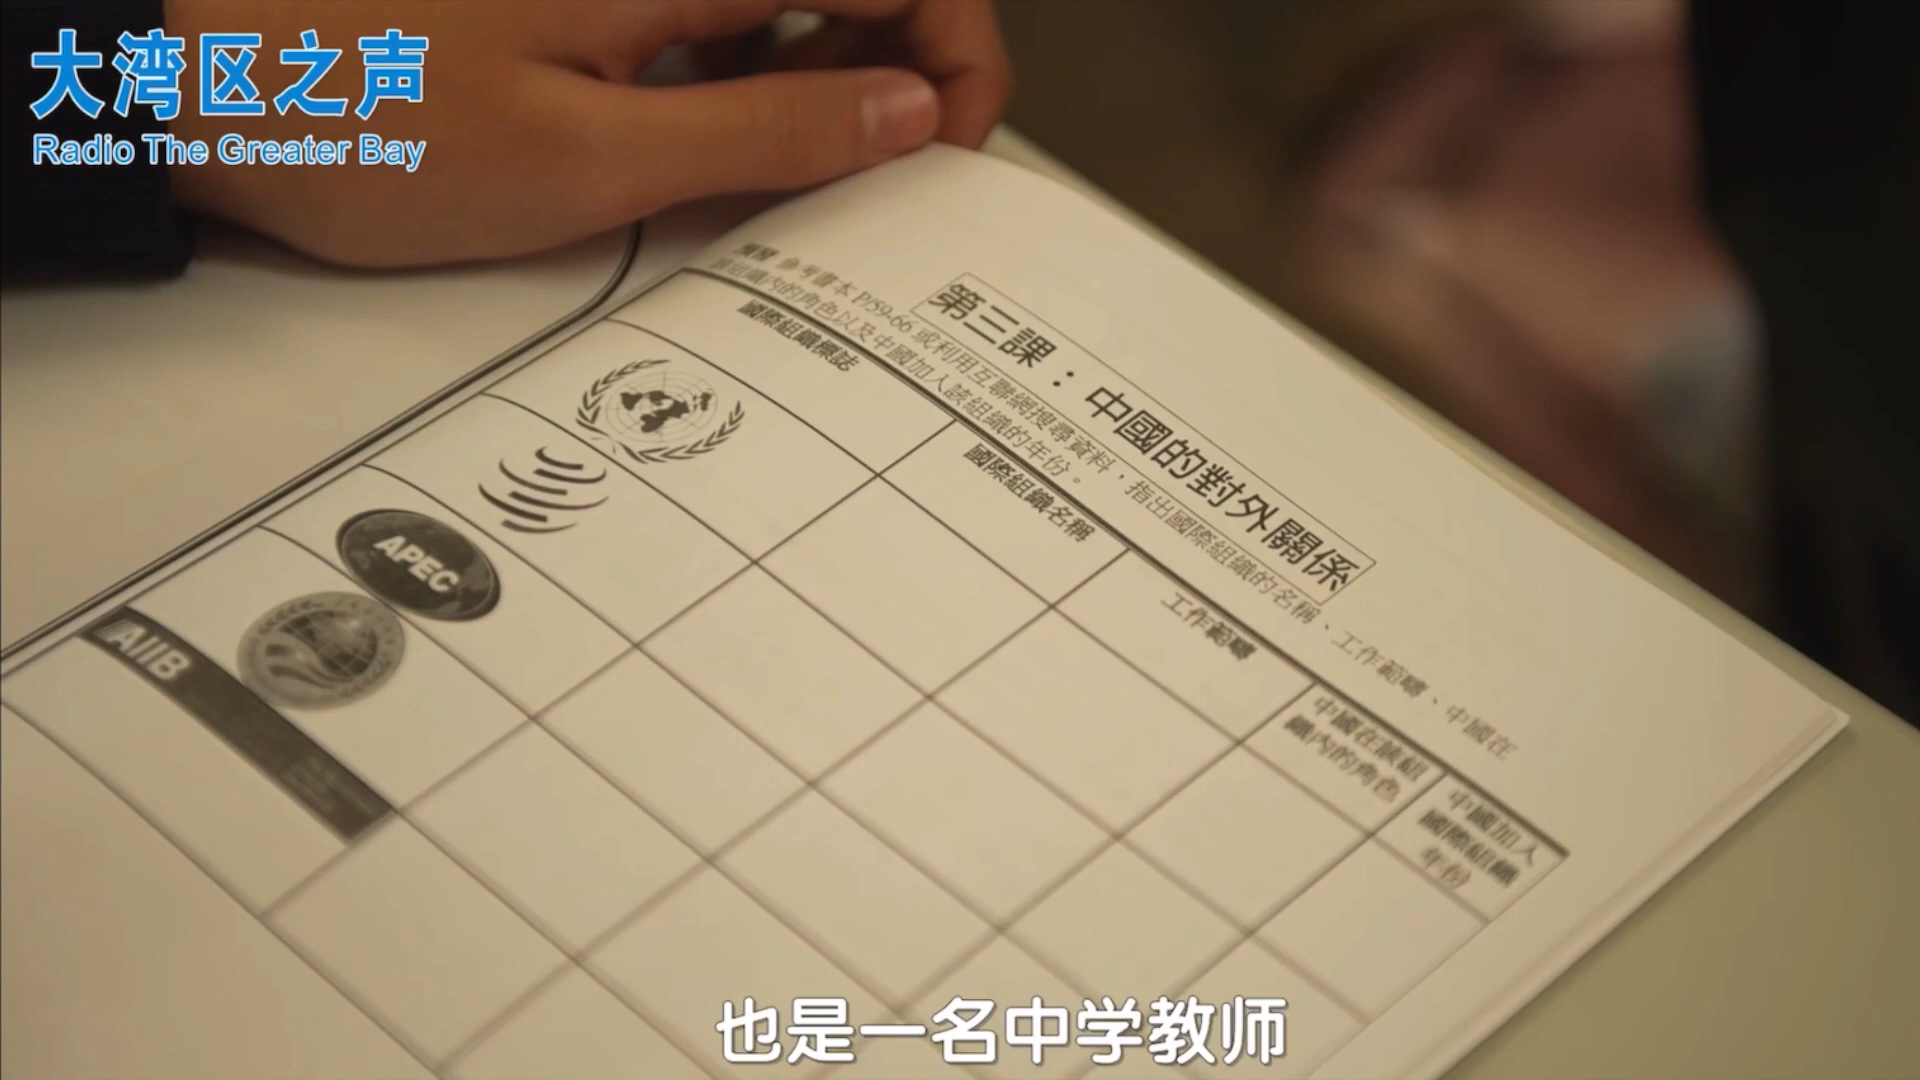 大湾区之声
Radio The Greater Bay
第三課：中國的對外關係
預習 參考書本 P/59-66 或利用互聯網搜尋資料，指出國際組織的名稱、工作範疇、中國在
該組織內的角色以及中國加入該組織的年份。
國際組織標誌
國際組織名稱
工作範疇
中國在該組
織內的角色
中國加入
國際組織
年份
APEC
AIIB
也是一名中学教师